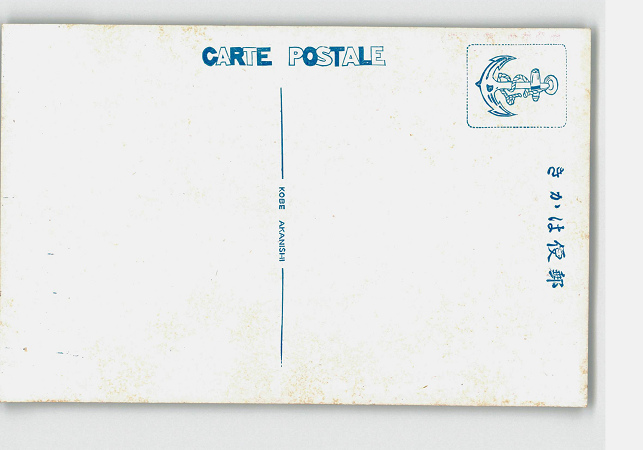 CARTE POSTALE
郵便はかき
KOBE AKANISHI